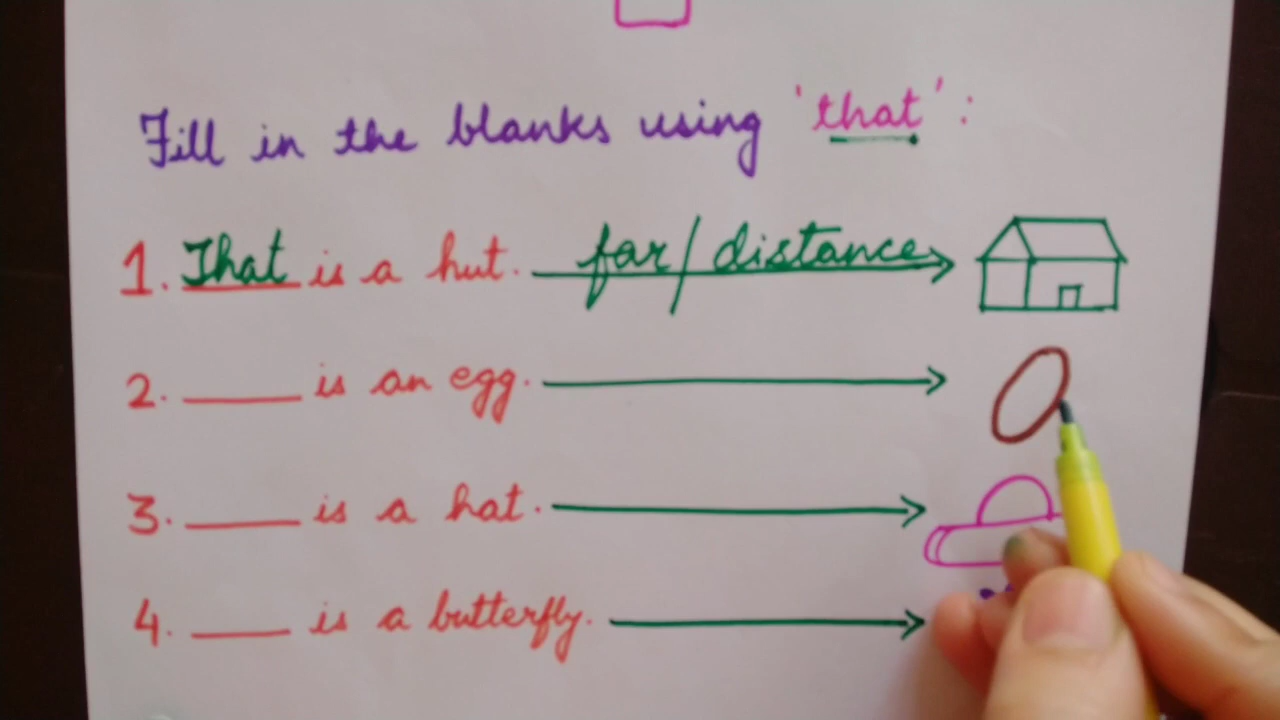 Fill in the blanks using 'that':
1. That is a hut. far/distance
2. ____ is an egg.
3. ____ is a hat.
4. ____ is a butterfly.